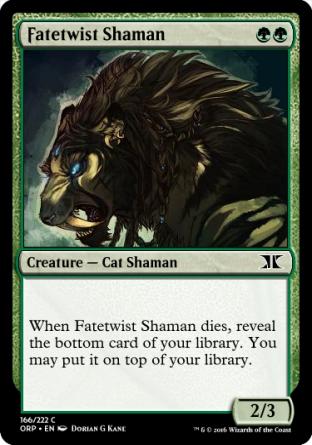 Fatetwist Shaman
Creature — Cat Shaman
When Fatetwist Shaman dies, reveal
the bottom card of your library. You
may put it on top of your library.
166/222 C
ORP • EN DORIAN G KANE
™ & © 2016 Wizards of the Coast
2/3